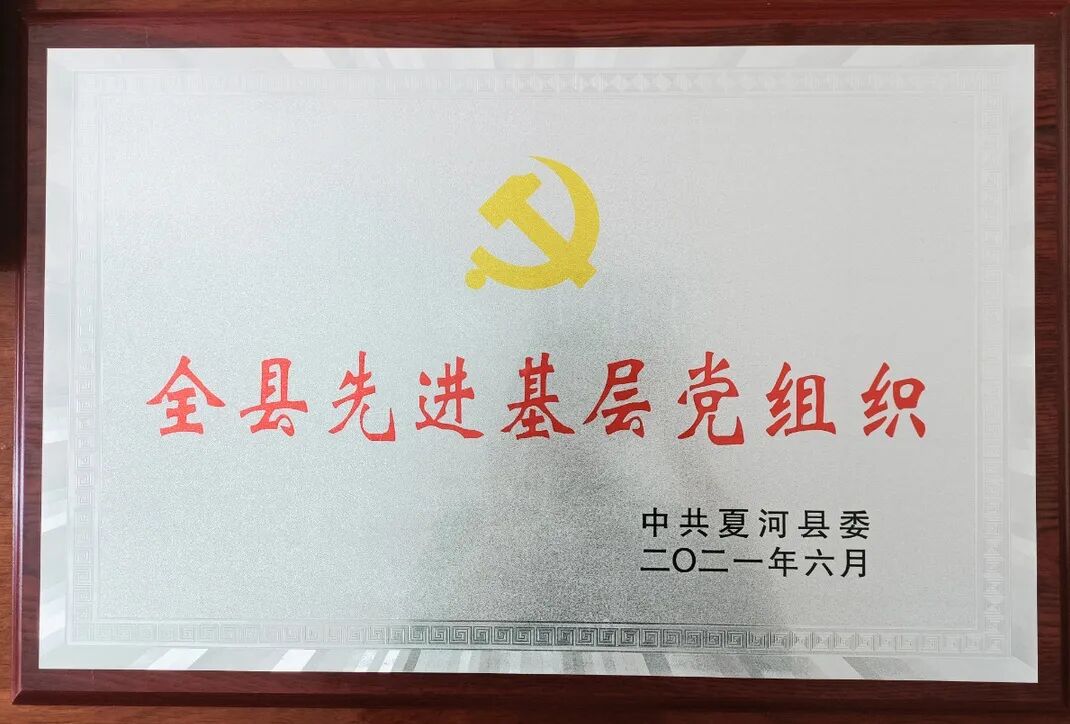 全县先进基层党组织
中共夏河县委
二〇二一年六月